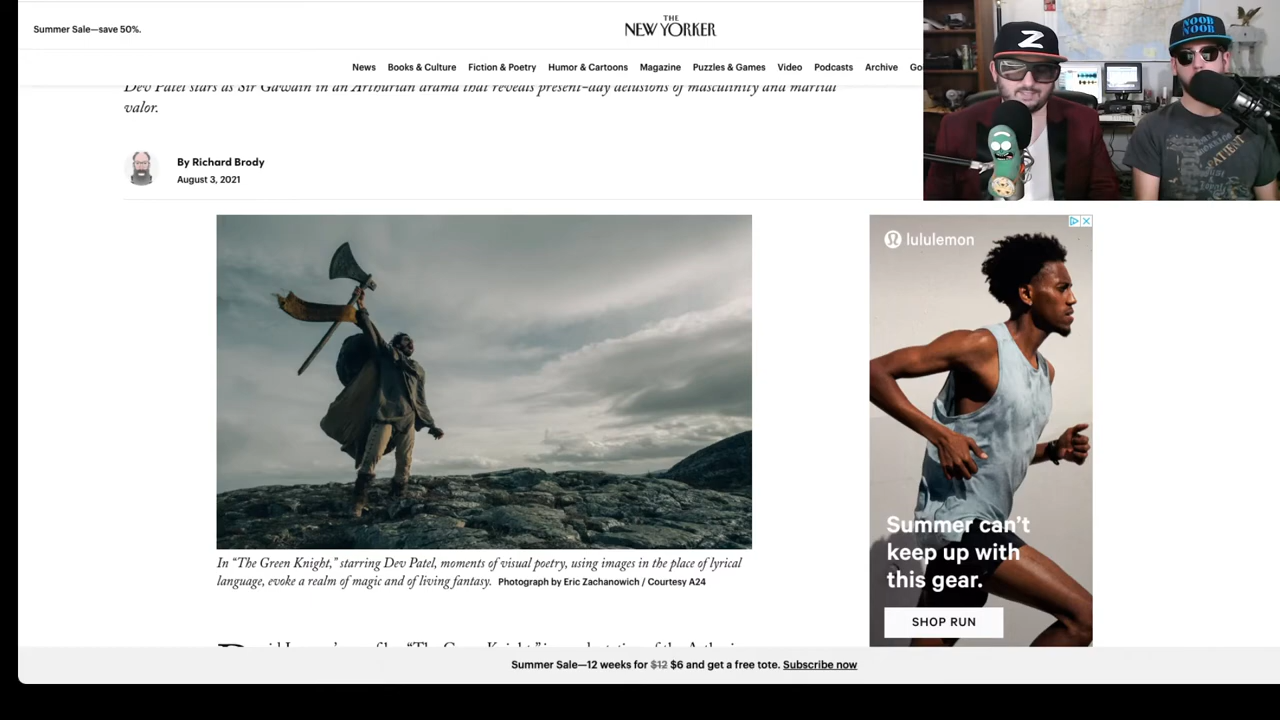 Summer Sale—save 50%.
THE
NEW YORKER
News Books & Culture Fiction & Poetry Humor & Cartoons Magazine Puzzles & Games Video Podcasts Archive Go
Dev Patel stars as Sir Gawain in an Arthurian drama that reveals present-day delusions of masculinity and martial
valor.
By Richard Brody
August 3, 2021
lululemon
Summer can’t
keep up with
this gear.
SHOP RUN
In “The Green Knight,” starring Dev Patel, moments of visual poetry, using images in the place of lyrical
language, evoke a realm of magic and of living fantasy. Photograph by Eric Zachanowich / Courtesy A24
Summer Sale—12 weeks for $12 $6 and get a free tote. Subscribe now
Z
NOOB
NOOB
PATIENT